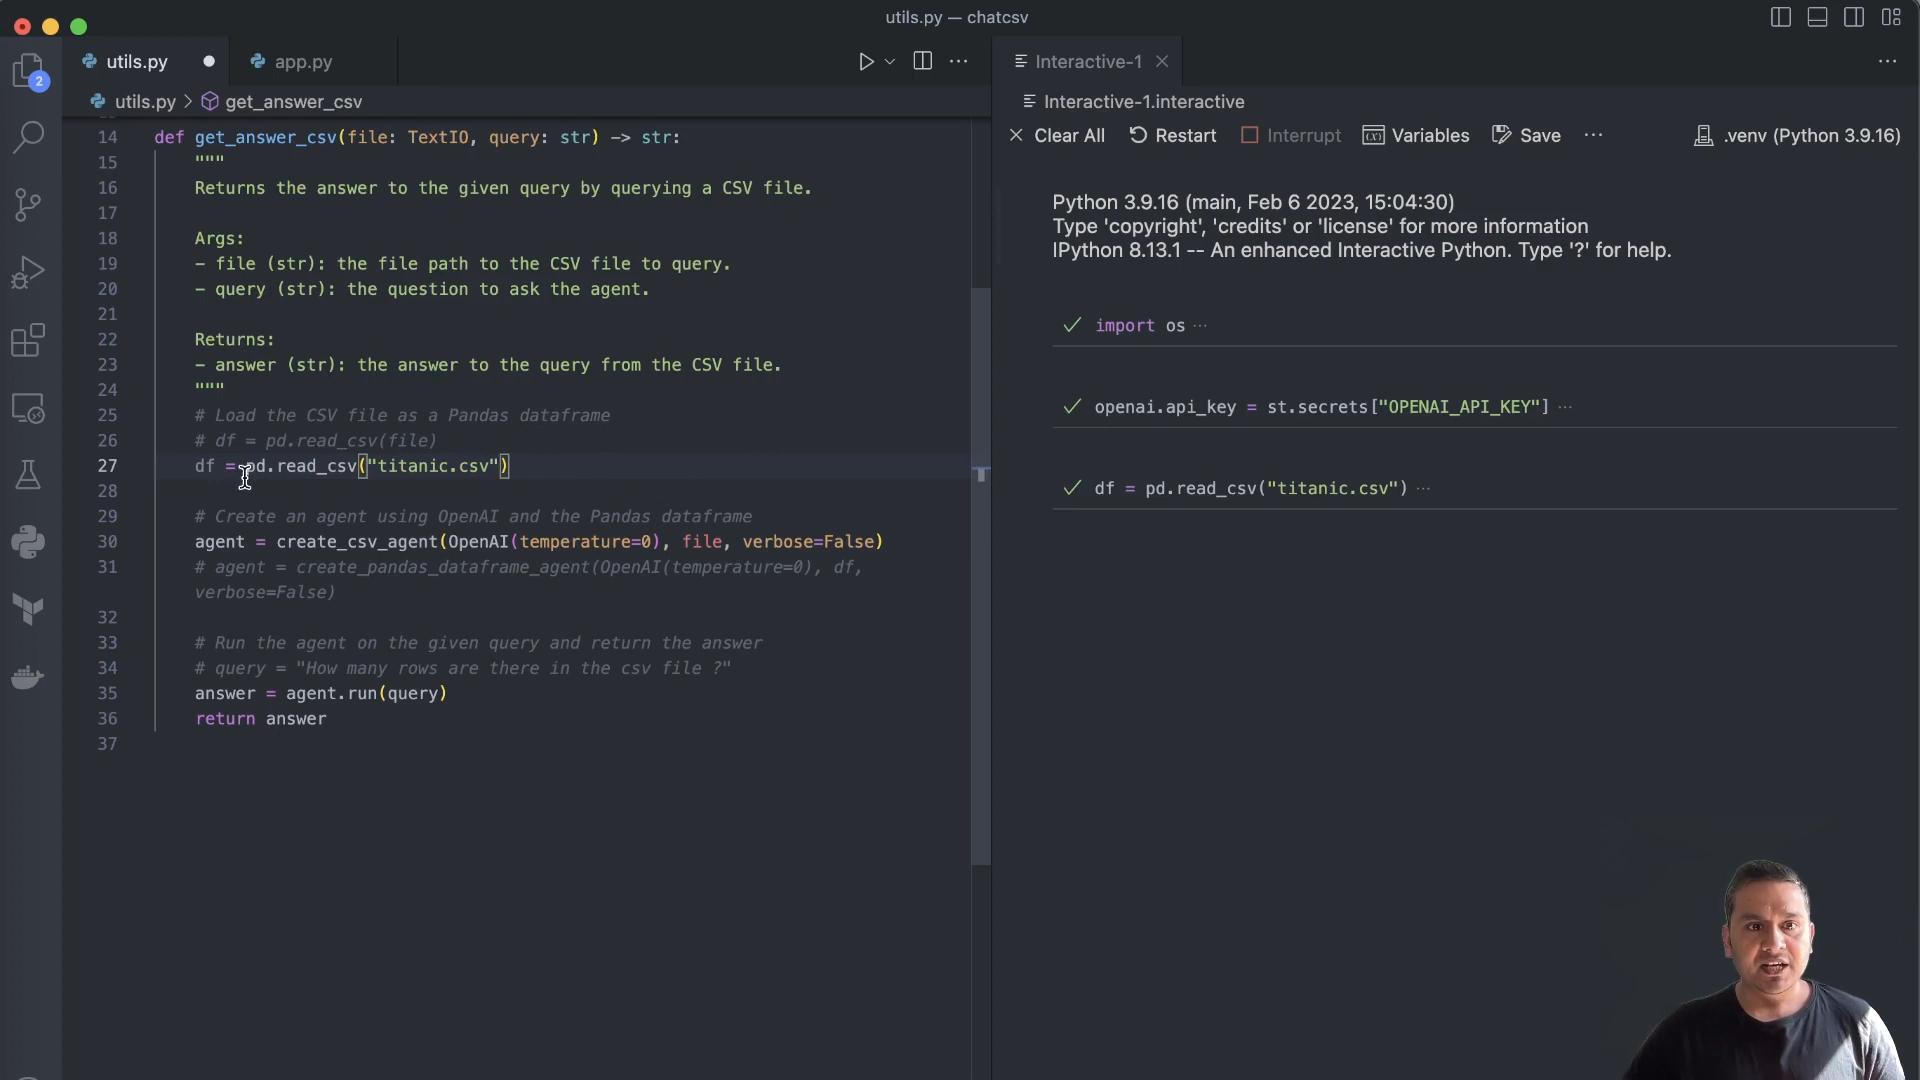 utils.py — chatcsv
utils.py
app.py
Interactive-1
2
utils.py > get_answer_csv
Interactive-1.interactive
Clear All Restart Interrupt Variables Save ··· .venv (Python 3.9.16)
14 def get_answer_csv(file: TextIO, query: str) -> str:
15 """
16 Returns the answer to the given query by querying a CSV file.
17
18 Args:
19 - file (str): the file path to the CSV file to query.
20 - query (str): the question to ask the agent.
21
22 Returns:
23 - answer (str): the answer to the query from the CSV file.
24 """
25 # Load the CSV file as a Pandas dataframe
26 # df = pd.read_csv(file)
27 df = pd.read_csv("titanic.csv")
28
29 # Create an agent using OpenAI and the Pandas dataframe
30 agent = create_csv_agent(OpenAI(temperature=0), file, verbose=False)
31 # agent = create_pandas_dataframe_agent(OpenAI(temperature=0), df,
verbose=False)
32
33 # Run the agent on the given query and return the answer
34 # query = "How many rows are there in the csv file ?"
35 answer = agent.run(query)
36 return answer
37
Python 3.9.16 (main, Feb 6 2023, 15:04:30)
Type 'copyright', 'credits' or 'license' for more information
IPython 8.13.1 -- An enhanced Interactive Python. Type '?' for help.
import os ···
openai.api_key = st.secrets["OPENAI_API_KEY"] ···
df = pd.read_csv("titanic.csv") ···